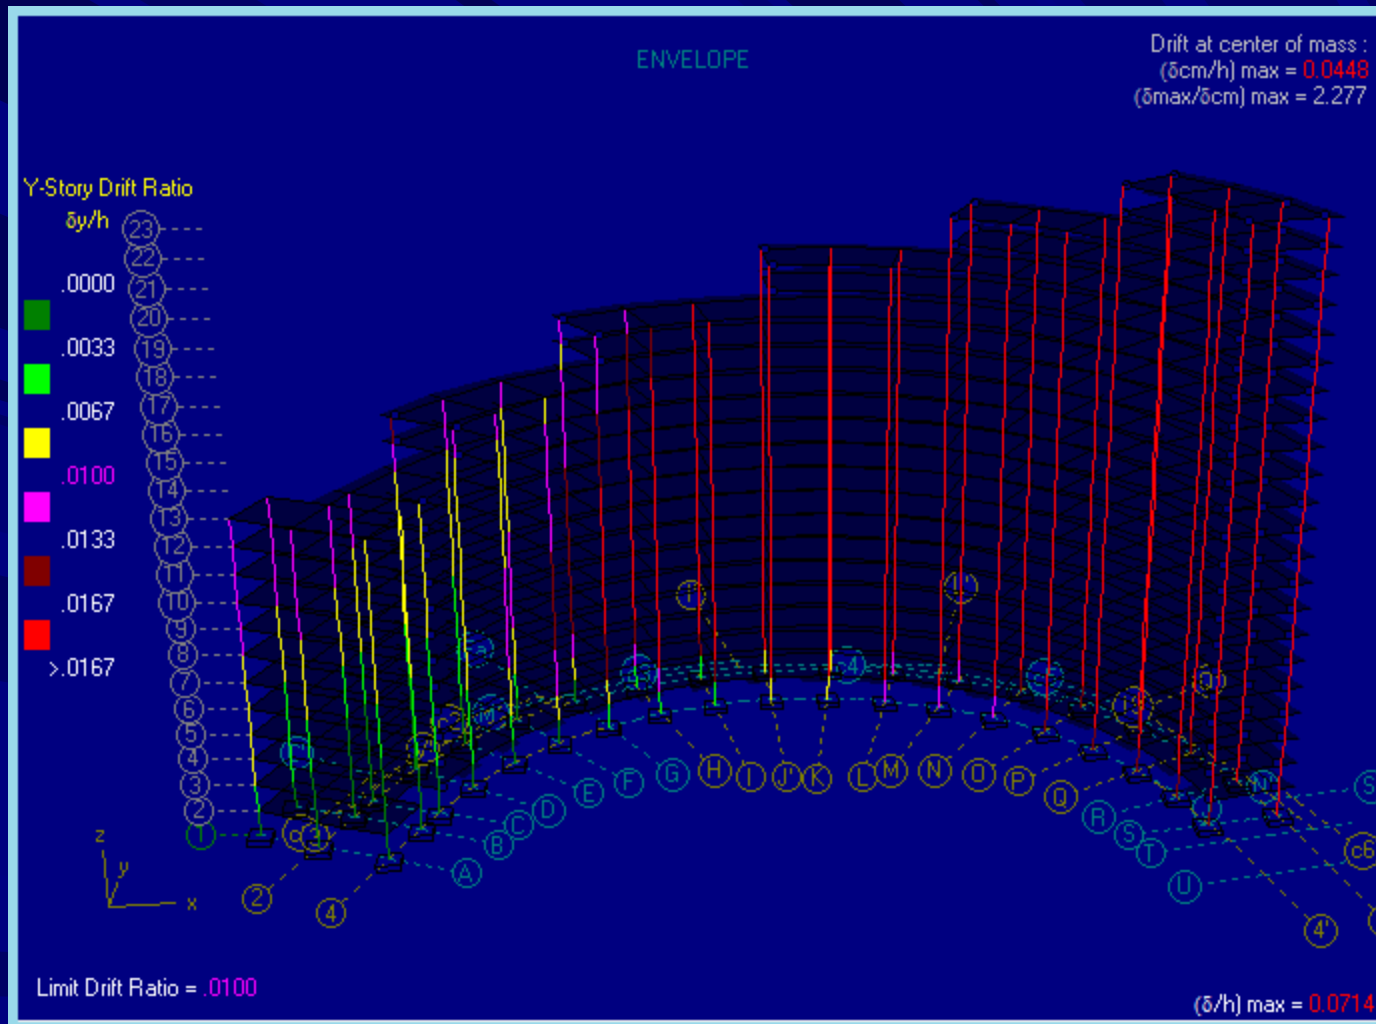 ENVELOPE
Drift at center of mass :
(δcm/h) max = 0.0448
(δmax/δcm) max = 2.277
Y-Story Drift Ratio
δy/h
.0000
.0033
.0067
.0100
.0133
.0167
>.0167
23
22
21
20
19
18
17
16
15
14
13
12
11
10
9
8
7
6
5
4
3
2
1
z
y
x
2
4
A
B
C
D
E
F
G
H
I
J'
K
L
M
N
O
P
Q
R
S
T
U
c4
3
N'
S
c6
4'
Limit Drift Ratio = .0100
(δ/h) max = 0.0714